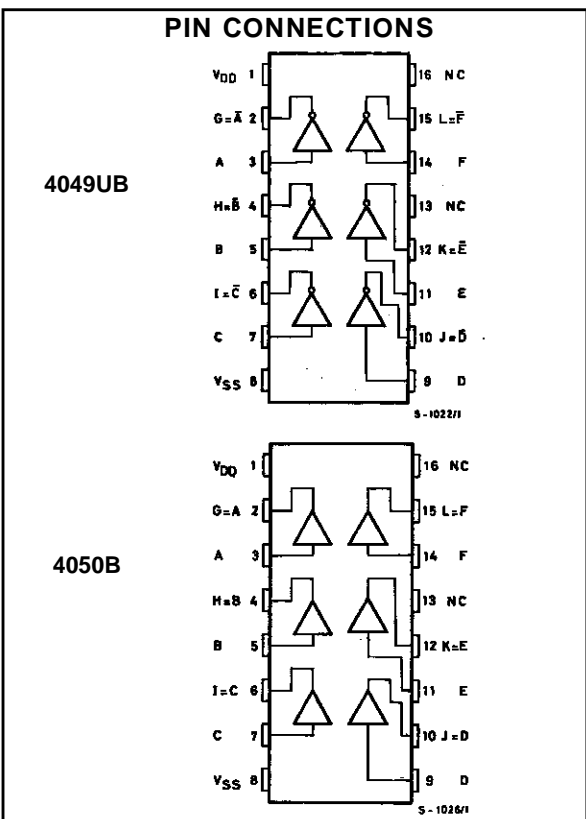 PIN CONNECTIONS
4049UB
VDD 1
16 NC
G=A̅ 2
15 L=F̅
A 3
14 F
H=B̅ 4
13 NC
B 5
12 K=E̅
I=C̅ 6
11 E
C 7
10 J=D̅
VSS 8
9 D
S-1022/1
4050B
VDD 1
16 NC
G=A 2
15 L=F
A 3
14 F
H=B 4
13 NC
B 5
12 K=E
I=C 6
11 E
C 7
10 J=D
VSS 8
9 D
S-1026/1